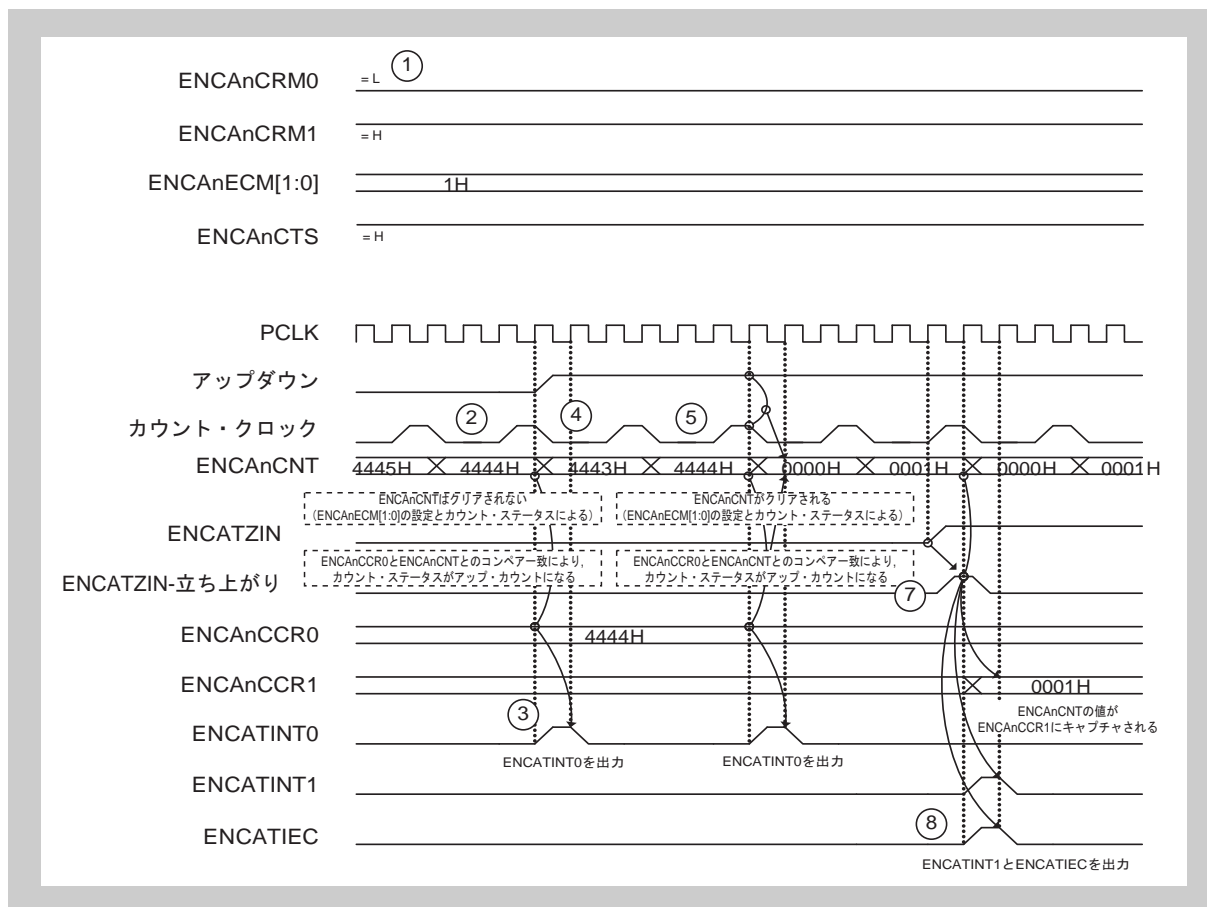 ENCAnCRM0 = L ①
ENCAnCRM1 = H
ENCAnECM[1:0] 1H
ENCAnCTS = H
PCLK
アップダウン
カウント・クロック ② ④ ⑤
ENCAnCNT 4445H 4444H 4443H 4444H 0000H 0001H 0000H 0001H
ENCAnCNTはクリアされない
(ENCAnECM[1:0]の設定とカウント・ステータスによる)
ENCAnCNTがクリアされる
(ENCAnECM[1:0]の設定とカウント・ステータスによる)
ENCATZIN
ENCAnCCR0とENCAnCNTとのコンペアー致により,
カウント・ステータスがアップ・カウントになる
ENCAnCCR0とENCAnCNTとのコンペアー致により,
カウント・ステータスがアップ・カウントになる
ENCATZIN-立ち上がり ⑦
ENCAnCCR0 4444H
ENCAnCCR1 0001H
ENCAnCNTの値が
ENCAnCCR1にキャプチャされる
ENCATINT0 ③
ENCATINT0を出力 ENCATINT0を出力
ENCATINT1
ENCATIEC ⑧
ENCATINT1とENCATIECを出力